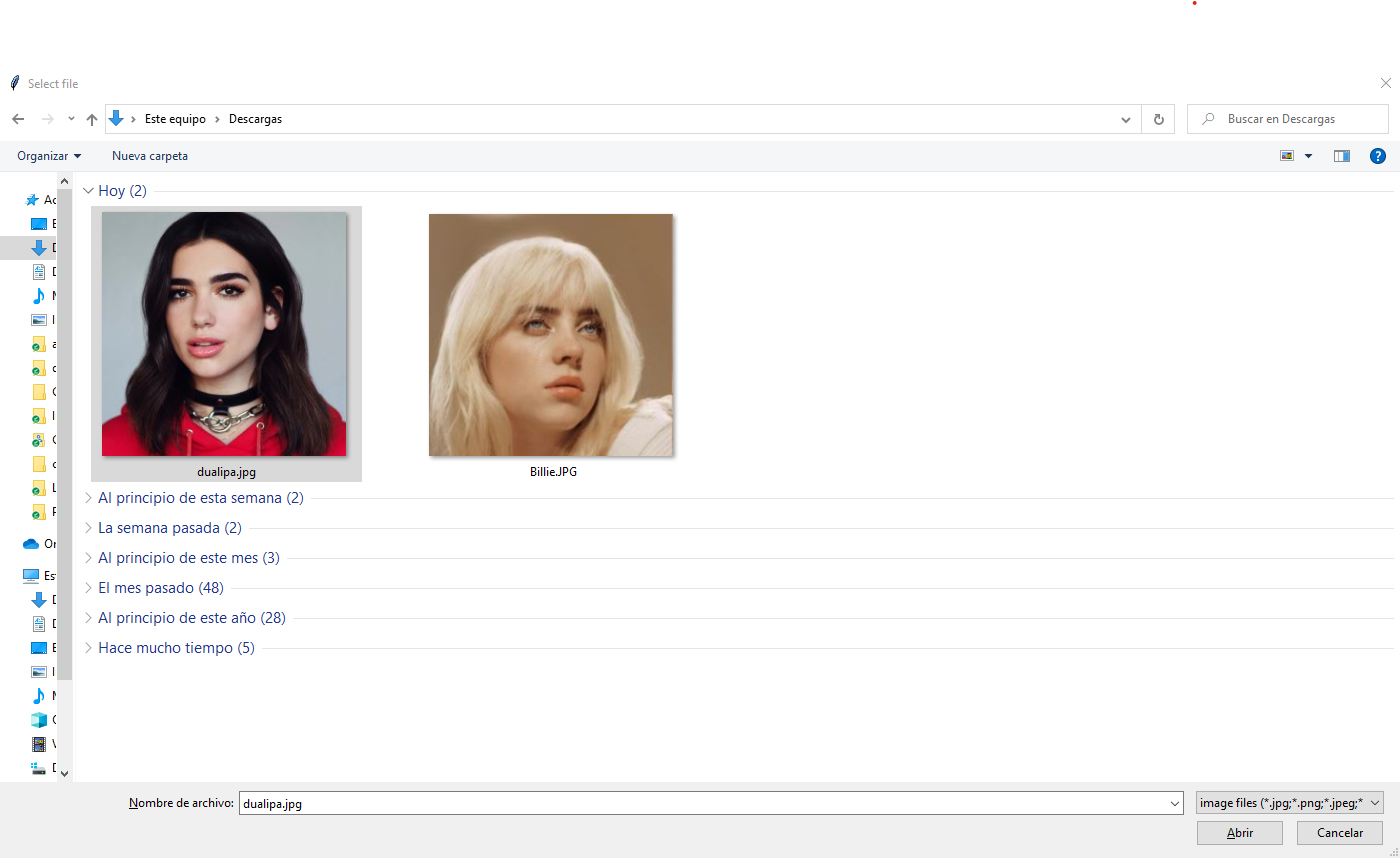 Select file
Este equipo > Descargas
Buscar en Descargas
Organizar
Nueva carpeta
?
Hoy (2)
dualipa.jpg
Billie.JPG
Al principio de esta semana (2)
La semana pasada (2)
Al principio de este mes (3)
El mes pasado (48)
Al principio de este año (28)
Hace mucho tiempo (5)
Nombre de archivo:
dualipa.jpg
image files (*.jpg;*.png;*.jpeg;*
Abrir
Cancelar